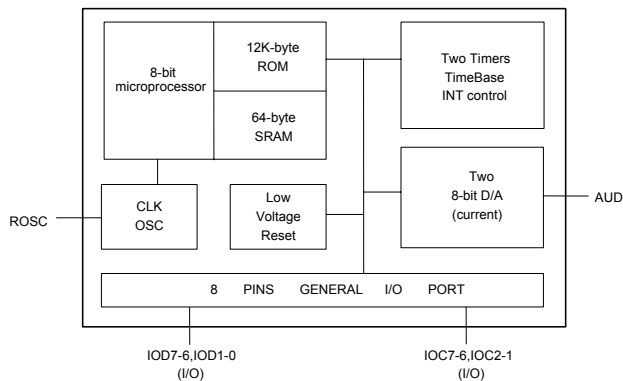 8-bit
microprocessor
12K-byte
ROM
64-byte
SRAM
Two Timers
TimeBase
INT control
ROSC
CLK
OSC
Low
Voltage
Reset
Two
8-bit D/A
(current)
AUD
8 PINS GENERAL I/O PORT
IOD7-6,IOD1-0
(I/O)
IOC7-6,IOC2-1
(I/O)